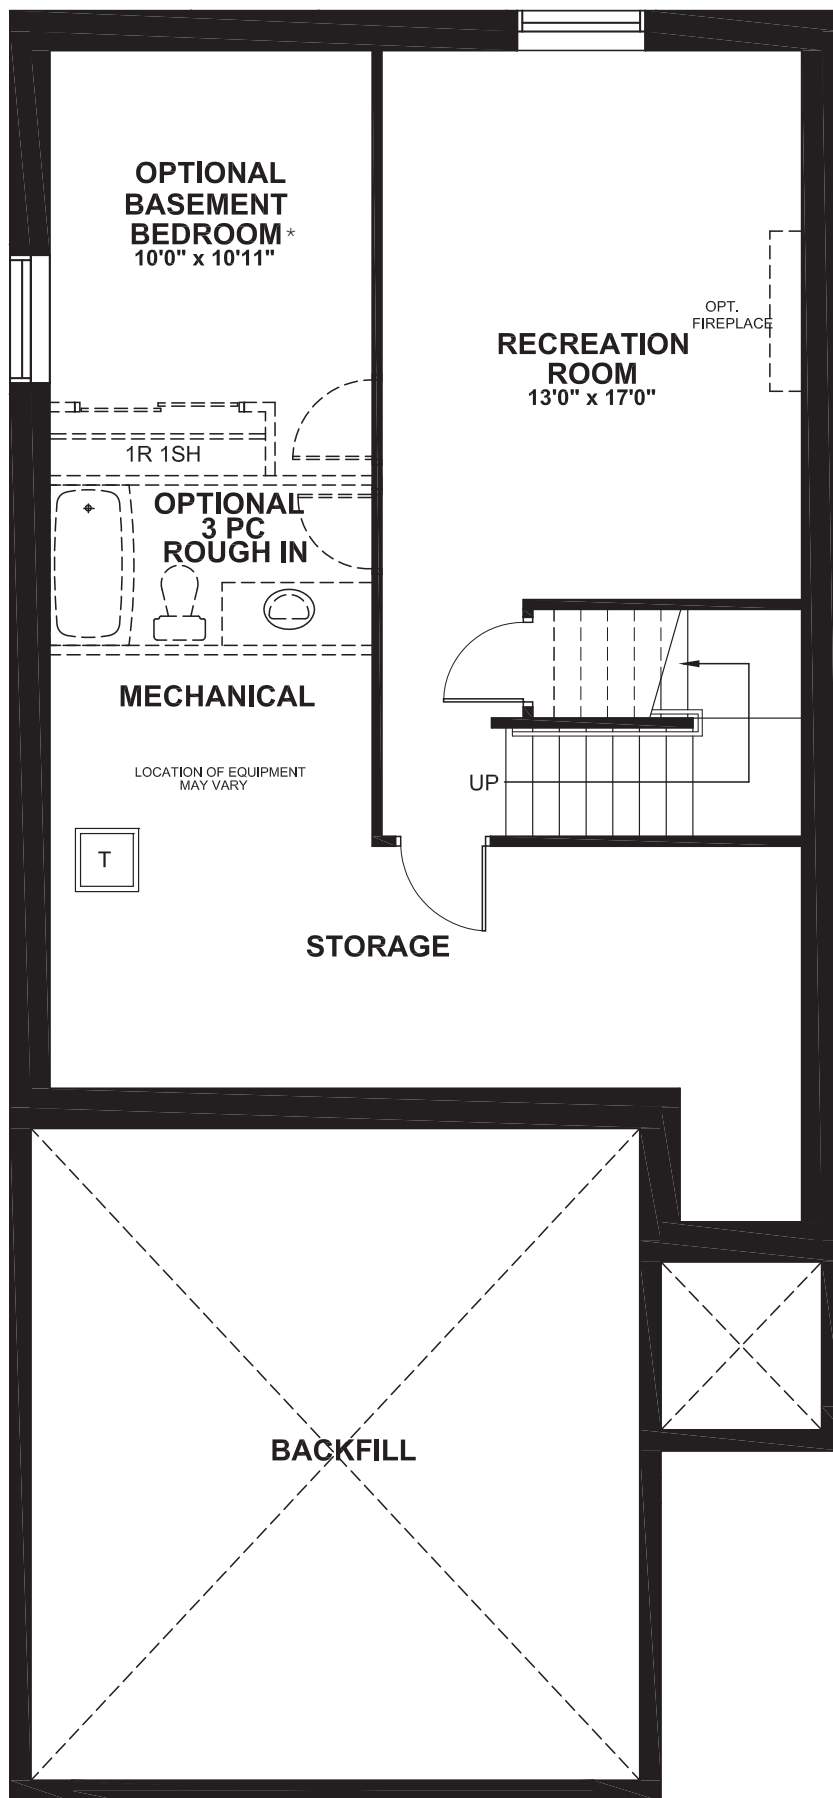 OPTIONAL
BASEMENT
BEDROOM *
10'0" x 10'11"
OPT.
FIREPLACE
RECREATION
ROOM
13'0" x 17'0"
1R 1SH
OPTIONAL
3 PC
ROUGH IN
MECHANICAL
LOCATION OF EQUIPMENT
MAY VARY
UP
T
STORAGE
BACKFILL